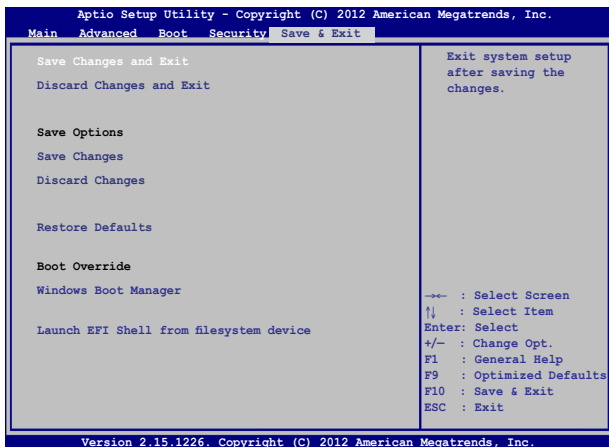 Aptio Setup Utility - Copyright (C) 2012 American Megatrends, Inc.
Main Advanced Boot Security Save & Exit
Save Changes and Exit
Discard Changes and Exit
Save Options
Save Changes
Discard Changes
Restore Defaults
Boot Override
Windows Boot Manager
Launch EFI Shell from filesystem device
Exit system setup
after saving the
changes.
→← : Select Screen
↑↓ : Select Item
Enter: Select
+/— : Change Opt.
F1 : General Help
F9 : Optimized Defaults
F10 : Save & Exit
ESC : Exit
Version 2.15.1226. Copyright (C) 2012 American Megatrends, Inc.